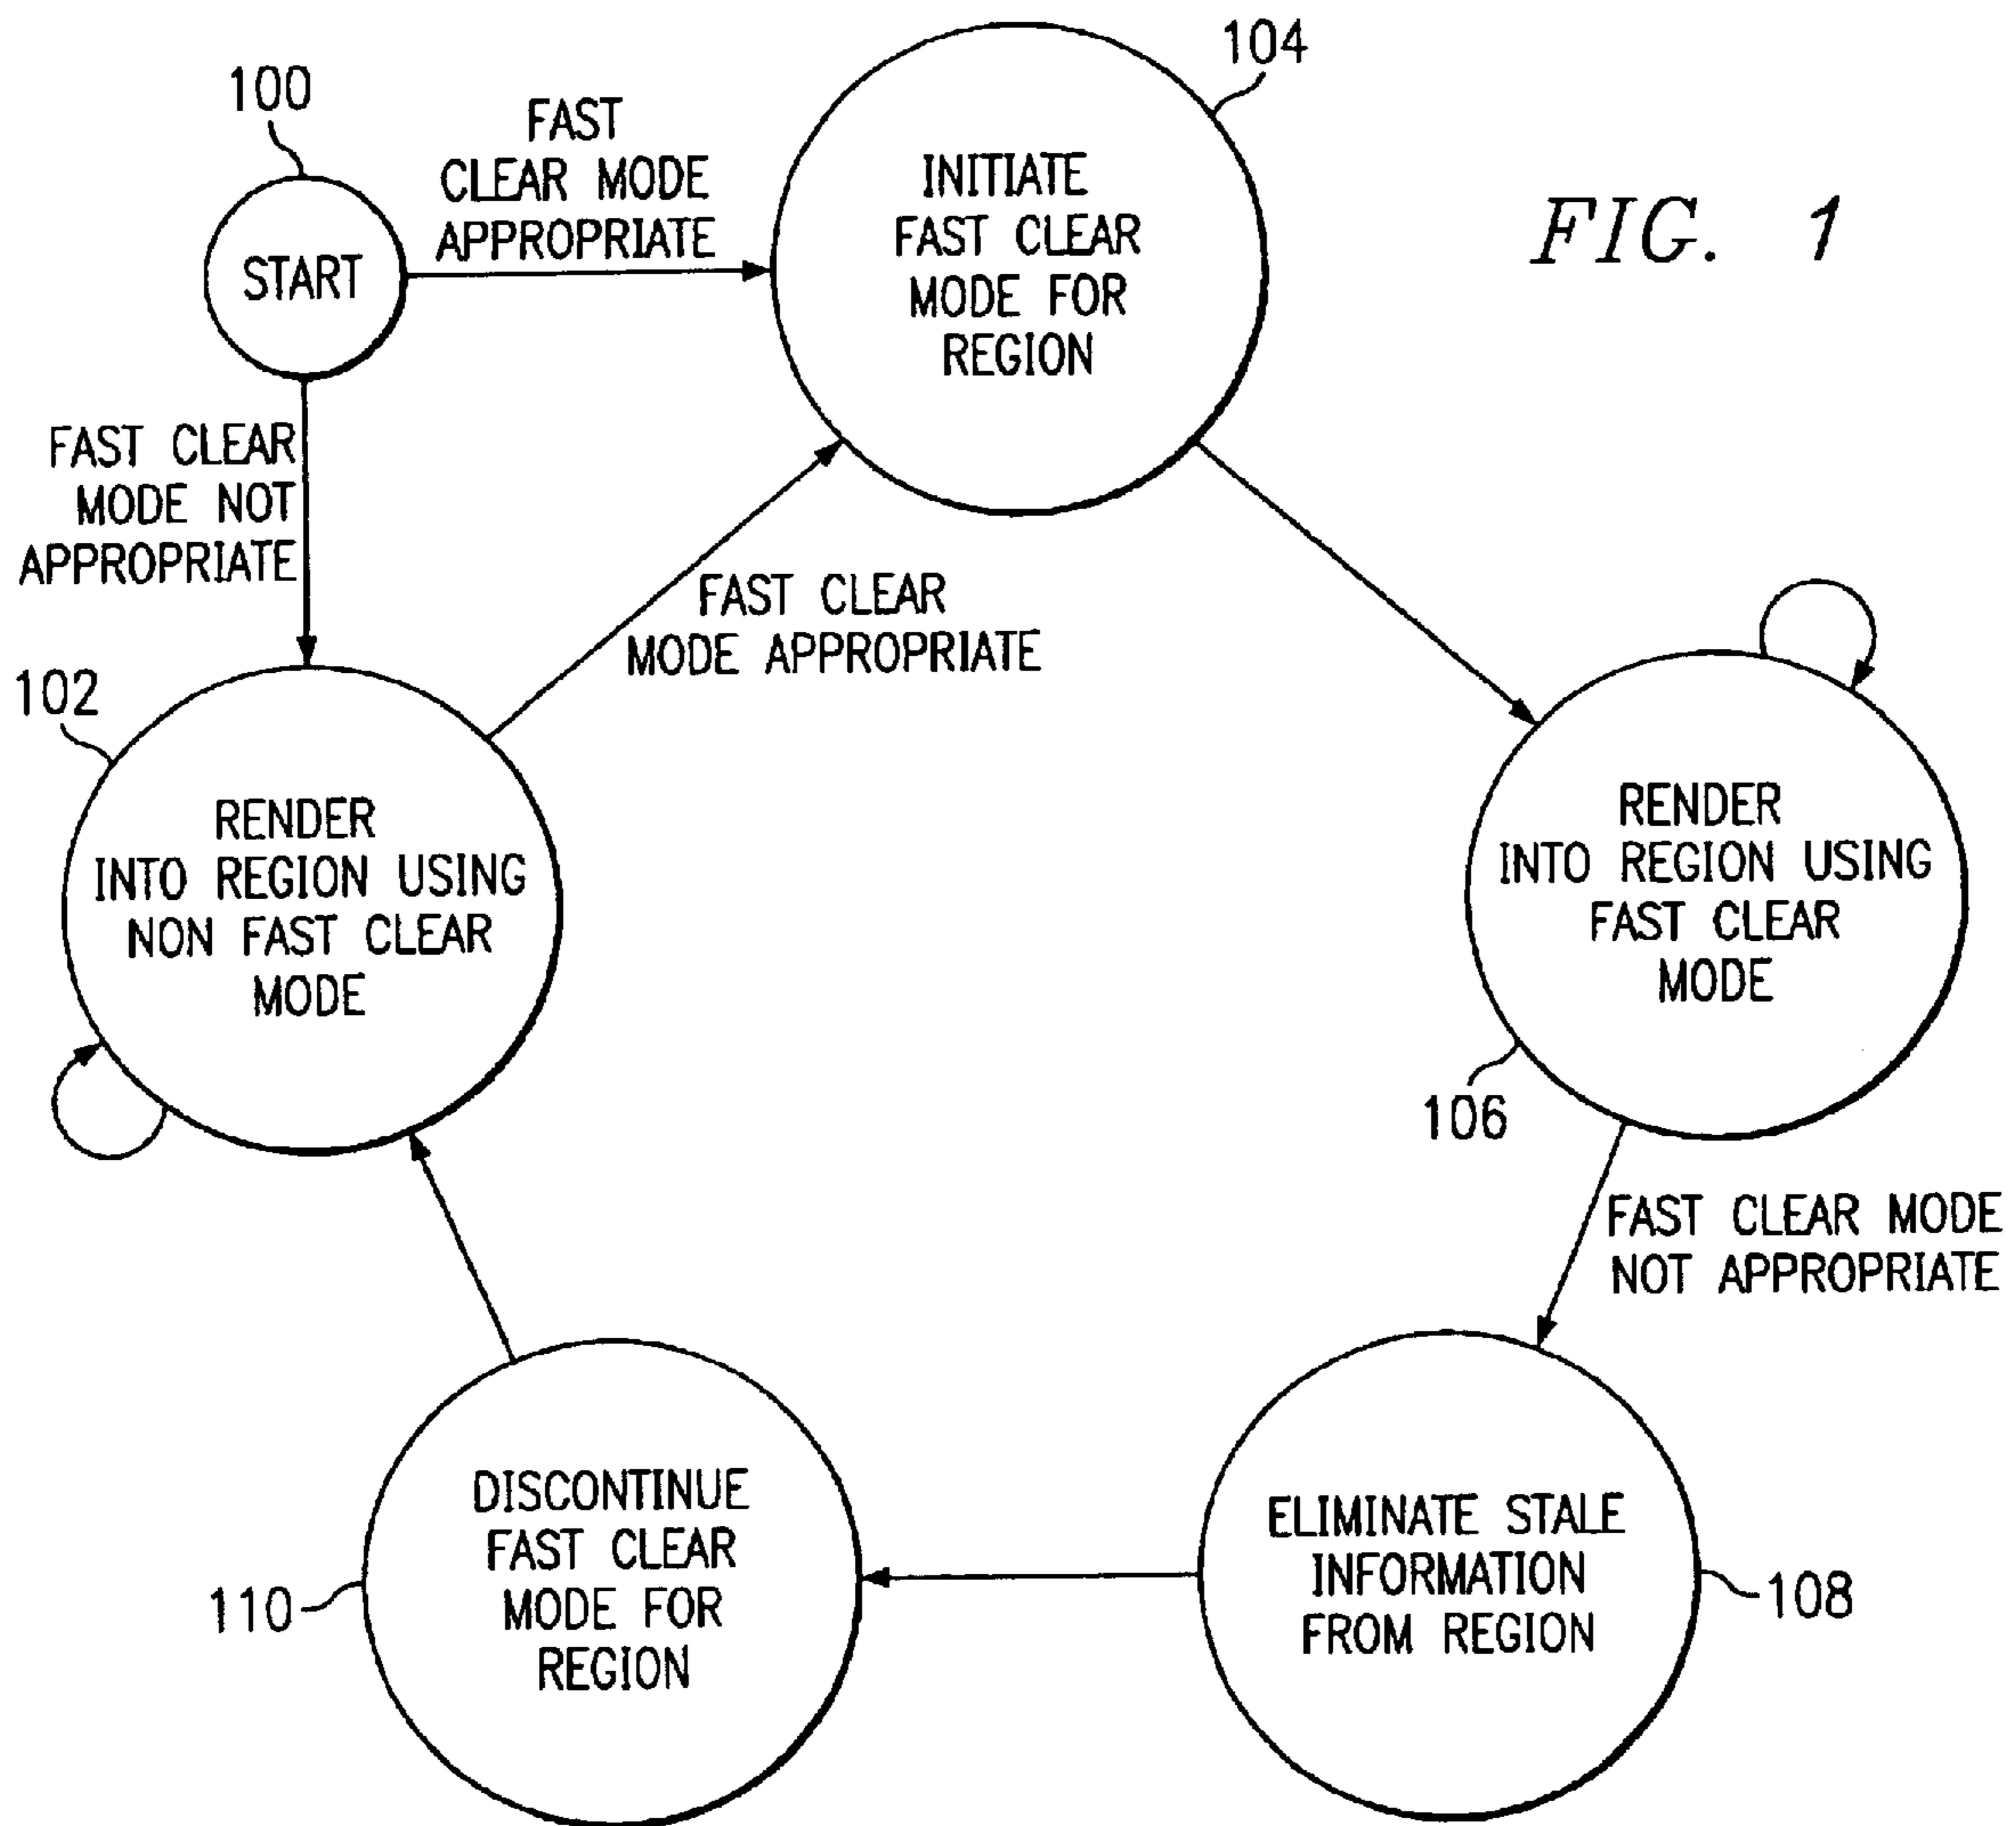 104
100
FAST
CLEAR MODE
APPROPRIATE
INITIATE
FAST CLEAR
MODE FOR
REGION
FIG. 1
START
FAST CLEAR
MODE NOT
APPROPRIATE
FAST CLEAR
MODE APPROPRIATE
102
RENDER
INTO REGION USING
NON FAST CLEAR
MODE
RENDER
INTO REGION USING
FAST CLEAR
MODE
106
FAST CLEAR MODE
NOT APPROPRIATE
DISCONTINUE
FAST CLEAR
MODE FOR
REGION
110
ELIMINATE STALE
INFORMATION
FROM REGION
108